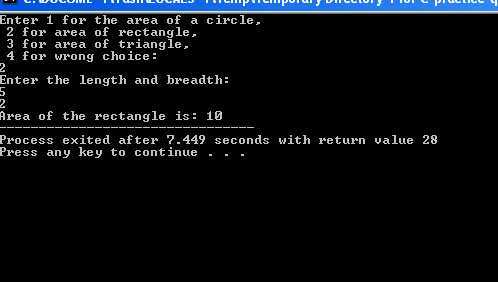 Enter 1 for the area of a circle,
2 for area of rectangle,
3 for area of triangle,
4 for wrong choice:
2
Enter the length and breadth:
5
2
Area of the rectangle is: 10
--------------------------------
Process exited after 7.449 seconds with return value 28
Press any key to continue . . .